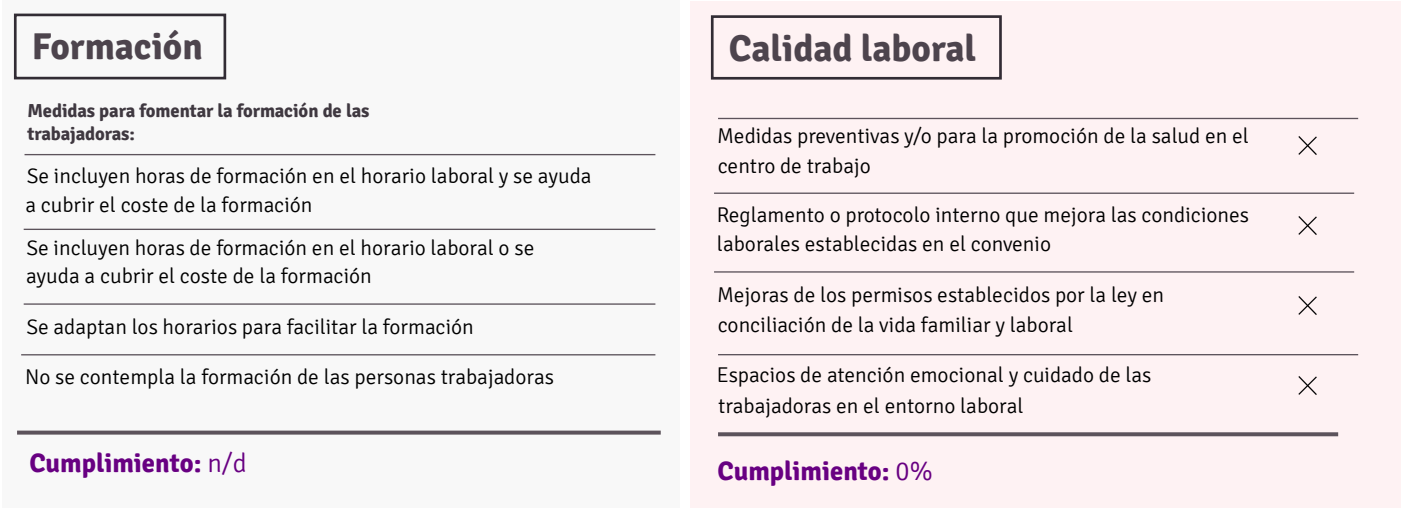 Formación
Medidas para fomentar la formación de las
trabajadoras:
Se incluyen horas de formación en el horario laboral y se ayuda
a cubrir el coste de la formación
Se incluyen horas de formación en el horario laboral o se
ayuda a cubrir el coste de la formación
Se adaptan los horarios para facilitar la formación
No se contempla la formación de las personas trabajadoras
Cumplimiento: n/d
Calidad laboral
Medidas preventivas y/o para la promoción de la salud en el
centro de trabajo
Reglamento o protocolo interno que mejora las condiciones
laborales establecidas en el convenio
Mejoras de los permisos establecidos por la ley en
conciliación de la vida familiar y laboral
Espacios de atención emocional y cuidado de las
trabajadoras en el entorno laboral
Cumplimiento: 0%